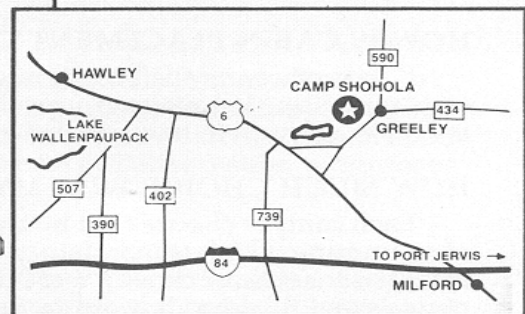 590
CAMP SHOHOLA
HAWLEY
6
434
GREELEY
LAKE
WALLENPAUPACK
507
402
390
739
84
TO PORT JERVIS →
MILFORD